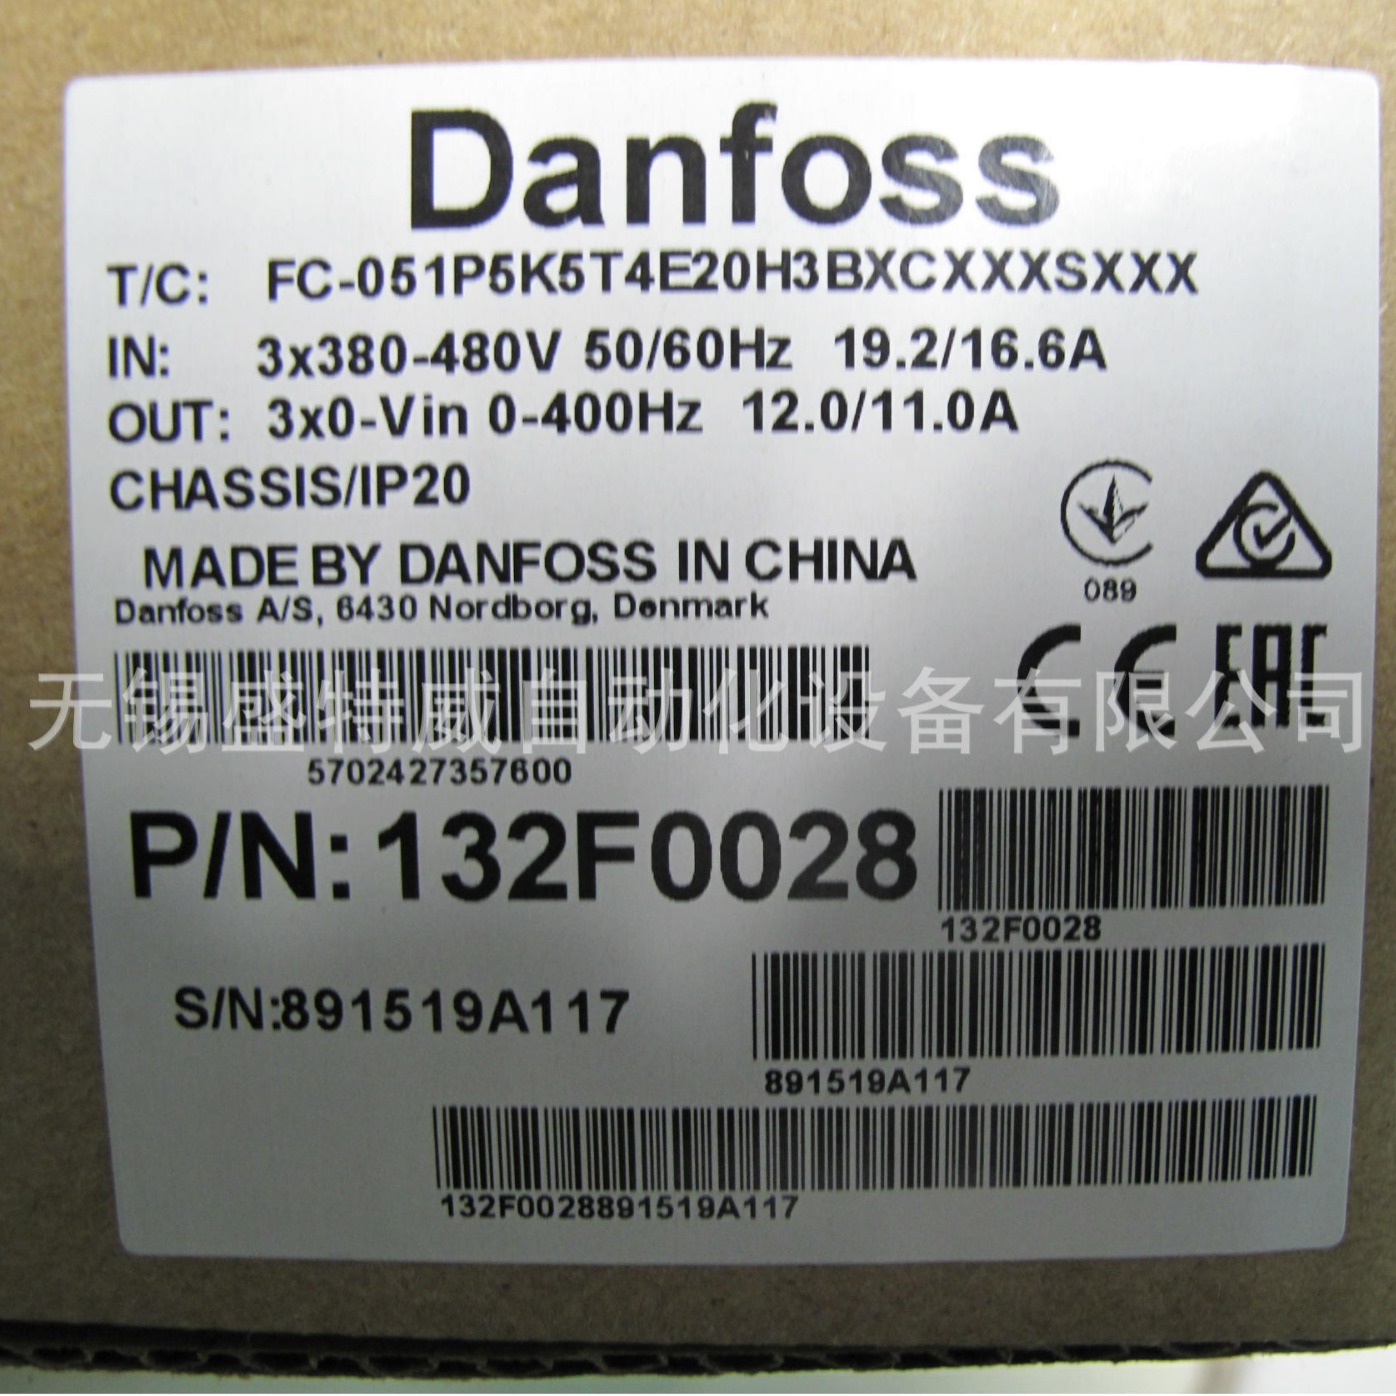 Danfoss
T/C: FC-051P5K5T4E20H3BXCXXXSXXX
IN: 3x380-480V 50/60Hz 19.2/16.6A
OUT: 3x0-Vin 0-400Hz 12.0/11.0A
CHASSIS/IP20
089
MADE BY DANFOSS IN CHINA
Danfoss A/S, 6430 Nordborg, Denmark
CE EAC
无锡盛特威自动化设备有限公司
5702427357600
P/N: 132F0028
132F0028
S/N:891519A117
891519A117
132F0028891519A117